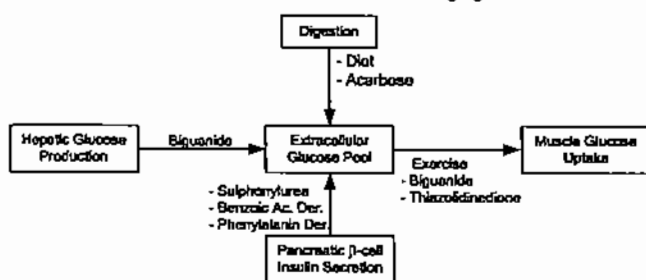 Digestion
- Diet
- Acarbose
Hepatic Glucose
Production
Biguanide
Extracellular
Glucose Pool
Exercise
- Biguanide
- Thiazolidinedione
Muscle Glucose
Uptake
- Sulphonylurea
- Benzoic Ac. Der.
- Phenylalanin Der.
Pancreatic β-cell
Insulin Secretion